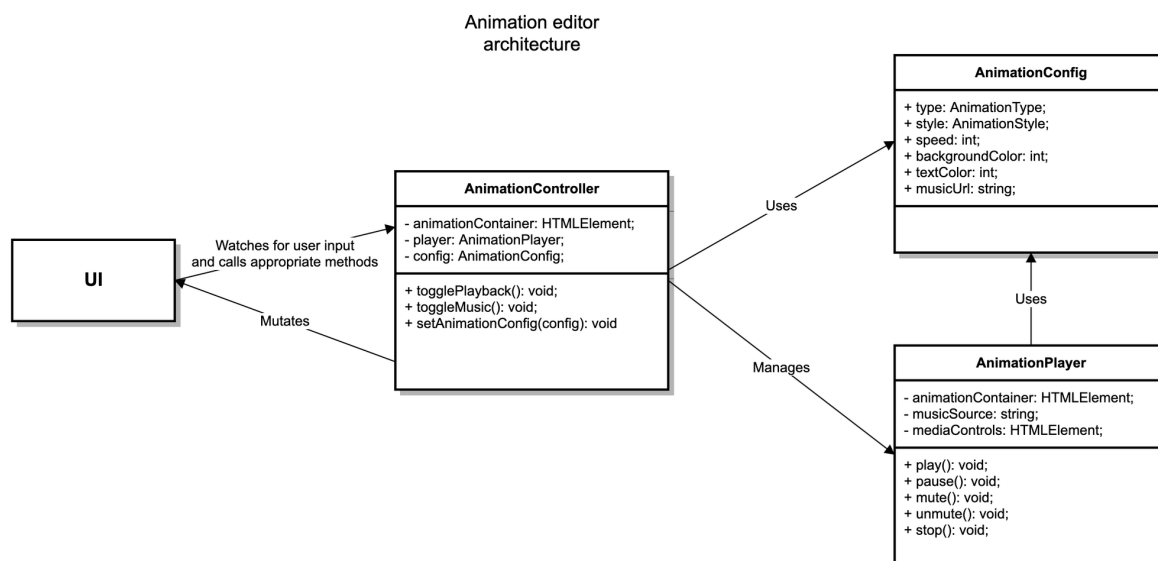 Animation editor
architecture
UI
Watches for user input
and calls appropriate methods
Mutates
AnimationController
- animationContainer: HTMLElement;
- player: AnimationPlayer;
- config: AnimationConfig;
+ togglePlayback(): void;
+ toggleMusic(): void;
+ setAnimationConfig(config): void
Uses
Manages
AnimationConfig
+ type: AnimationType;
+ style: AnimationStyle;
+ speed: int;
+ backgroundColor: int;
+ textColor: int;
+ musicUrl: string;
Uses
AnimationPlayer
- animationContainer: HTMLElement;
- musicSource: string;
- mediaControls: HTMLElement;
+ play(): void;
+ pause(): void;
+ mute(): void;
+ unmute(): void;
+ stop(): void;